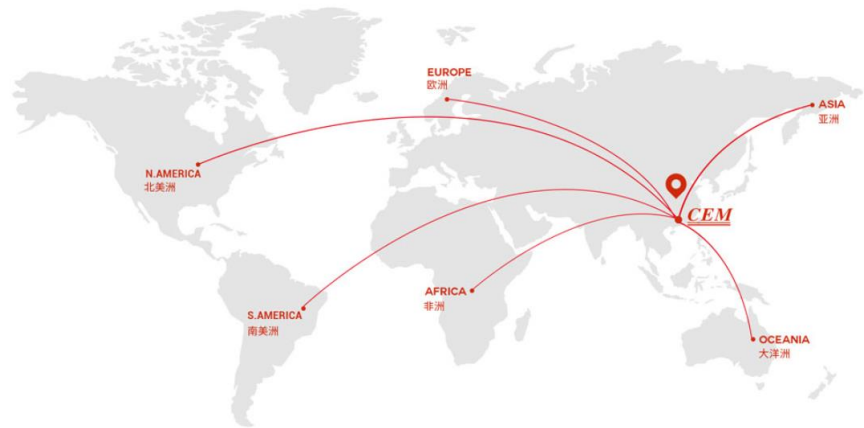 EUROPE
欧洲
ASIA
亚洲
N.AMERICA
北美洲
CEM
AFRICA
非洲
S.AMERICA
南美洲
OCEANIA
大洋洲